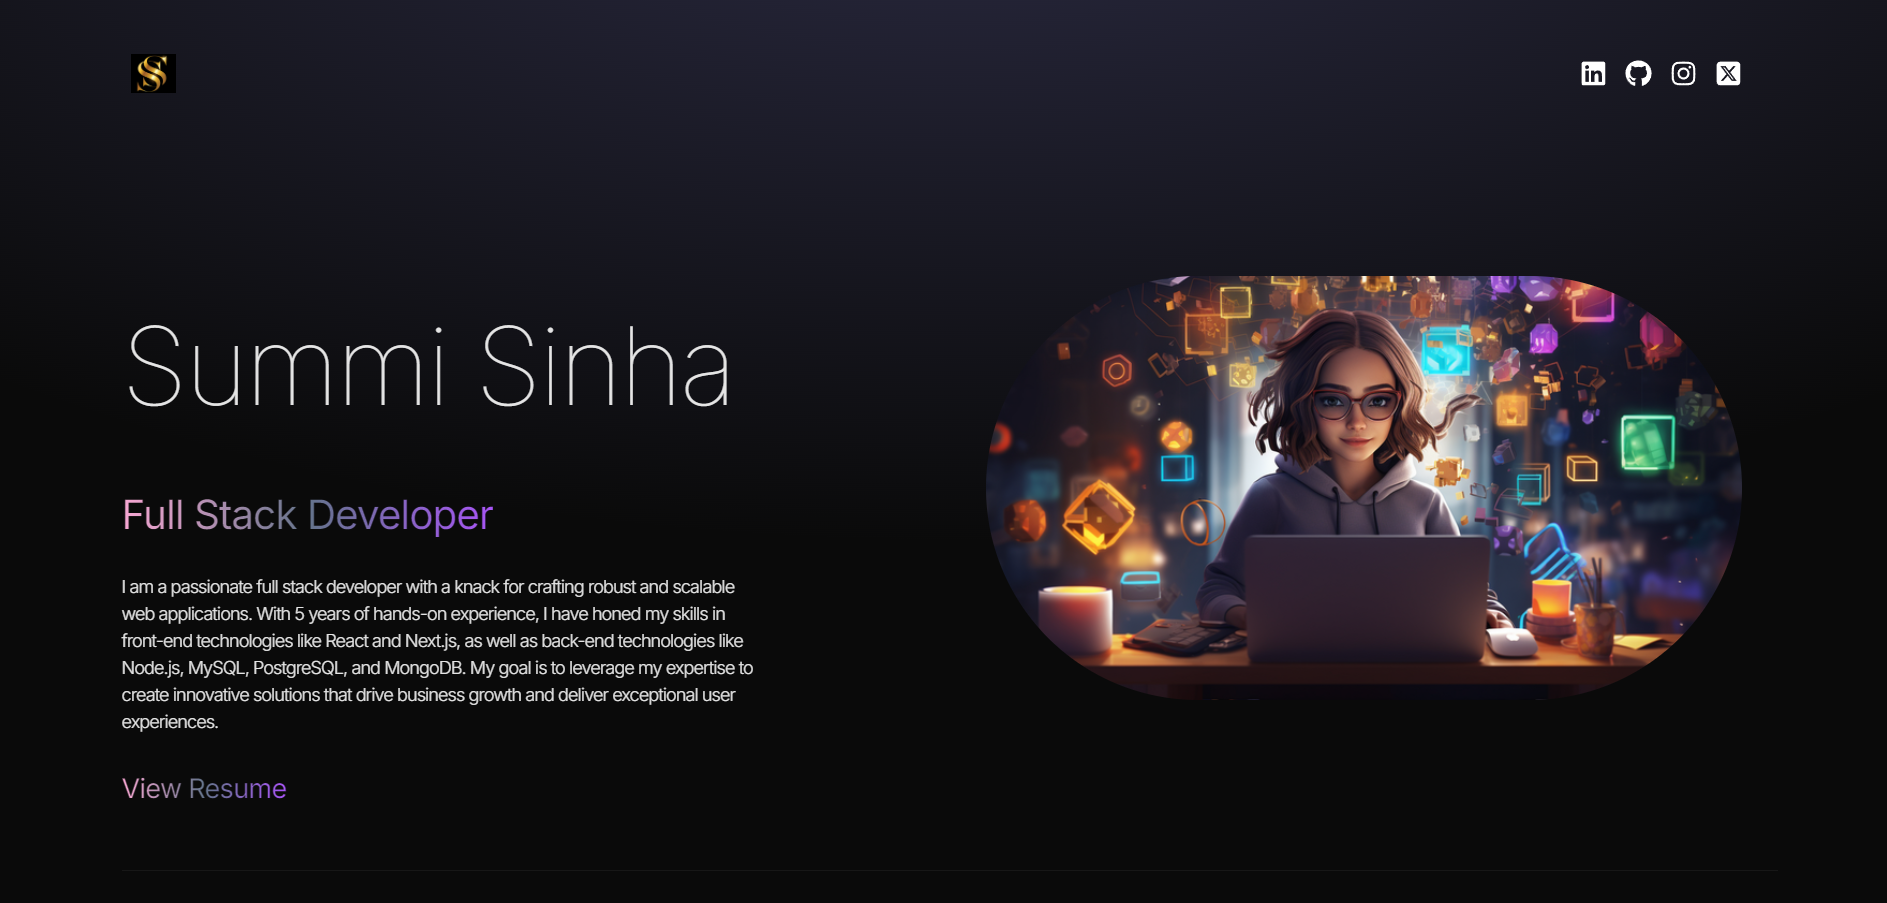 SS
Summi Sinha
Full Stack Developer
I am a passionate full stack developer with a knack for crafting robust and scalable
web applications. With 5 years of hands-on experience, I have honed my skills in
front-end technologies like React and Next.js, as well as back-end technologies like
Node.js, MySQL, PostgreSQL, and MongoDB. My goal is to leverage my expertise to
create innovative solutions that drive business growth and deliver exceptional user
experiences.
View Resume